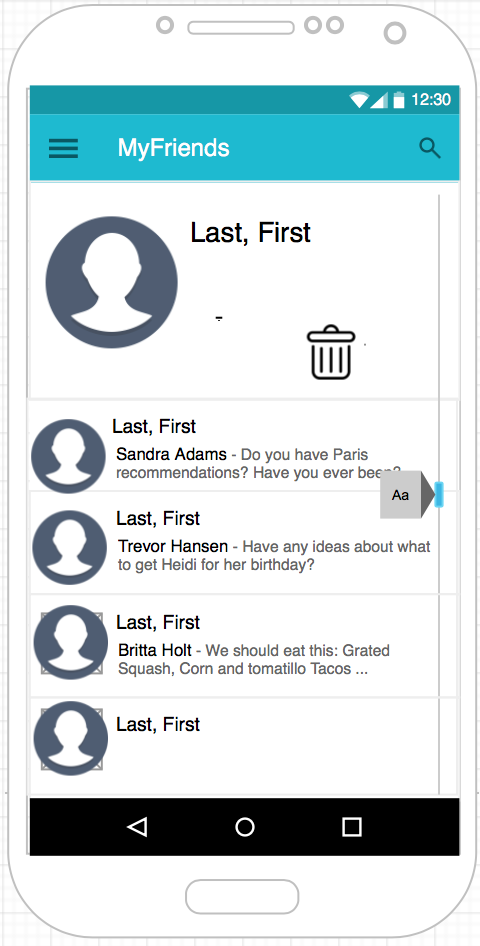 12:30
MyFriends
Last, First
-
Last, First
Sandra Adams - Do you have Paris
recommendations? Have you ever been?
Aa
Last, First
Trevor Hansen - Have any ideas about what
to get Heidi for her birthday?
Last, First
Britta Holt - We should eat this: Grated
Squash, Corn and tomatillo Tacos ...
Last, First